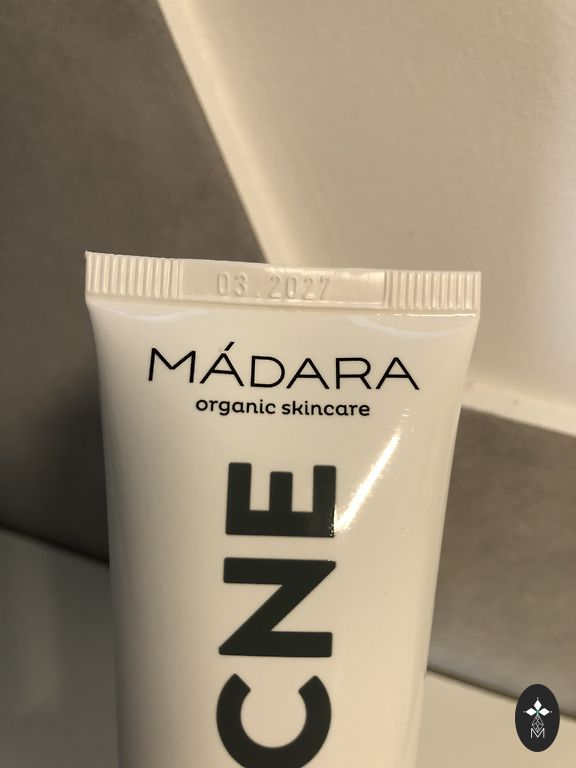 03.2027
MÁDARA
organic skincare
CNE
M